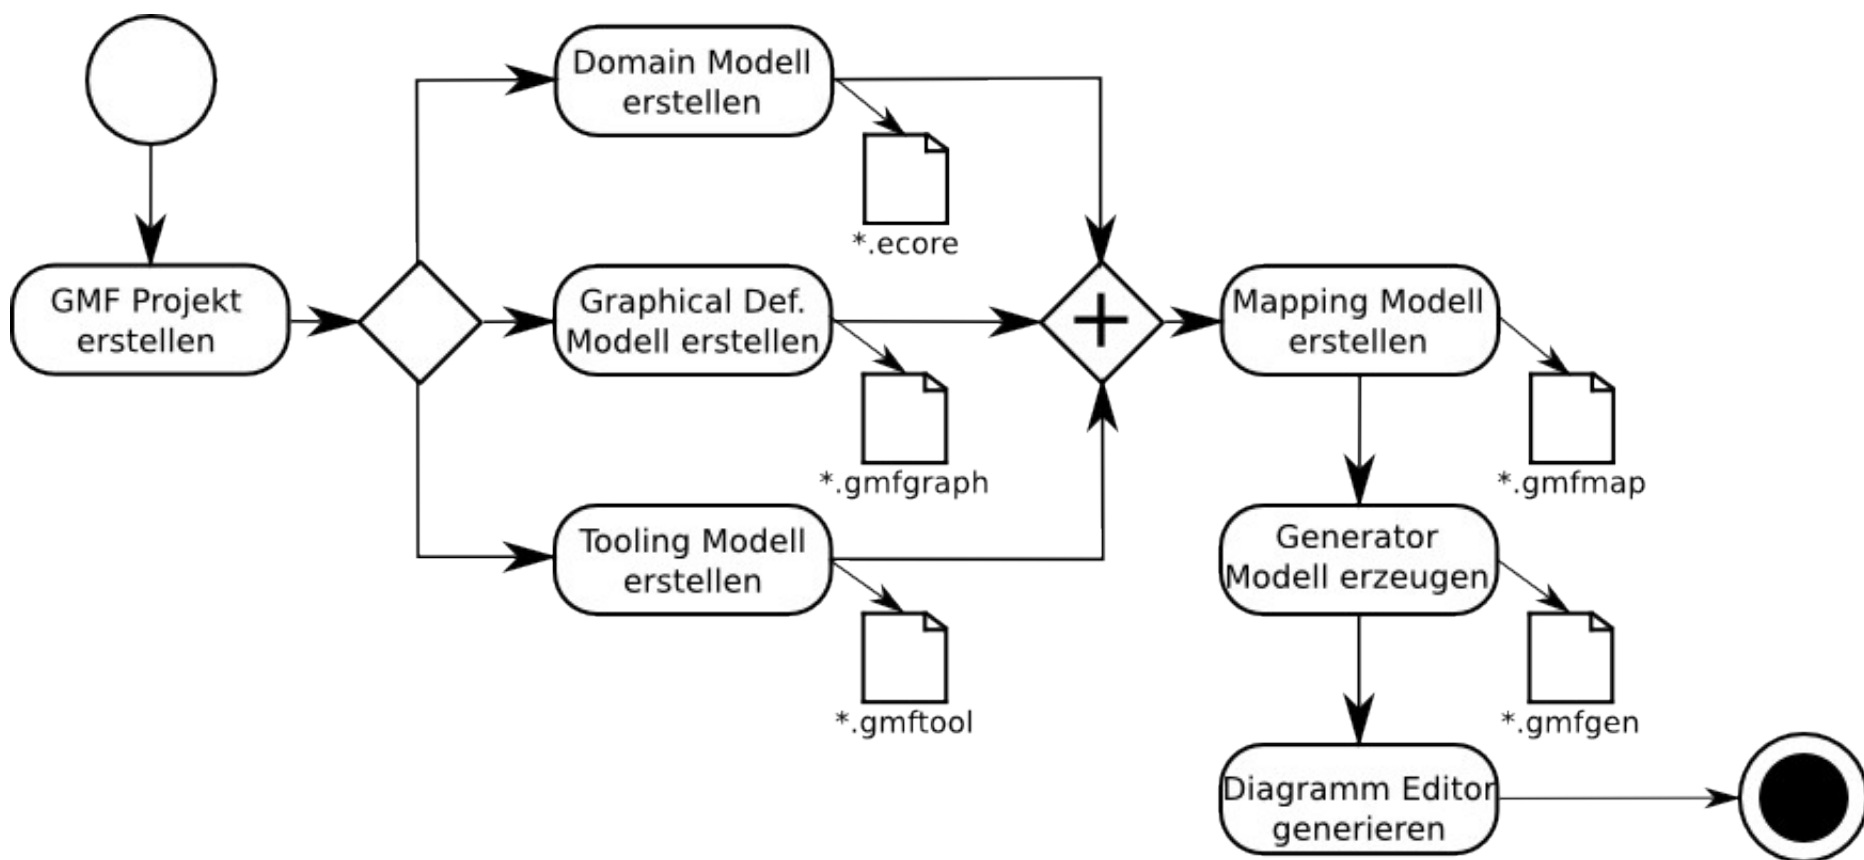 Domain Modell
erstellen
*.ecore
GMF Projekt
erstellen
Graphical Def.
Modell erstellen
*.gmfgraph
Mapping Modell
erstellen
*.gmfmap
Tooling Modell
erstellen
*.gmftool
Generator
Modell erzeugen
*.gmfgen
Diagramm Editor
generieren